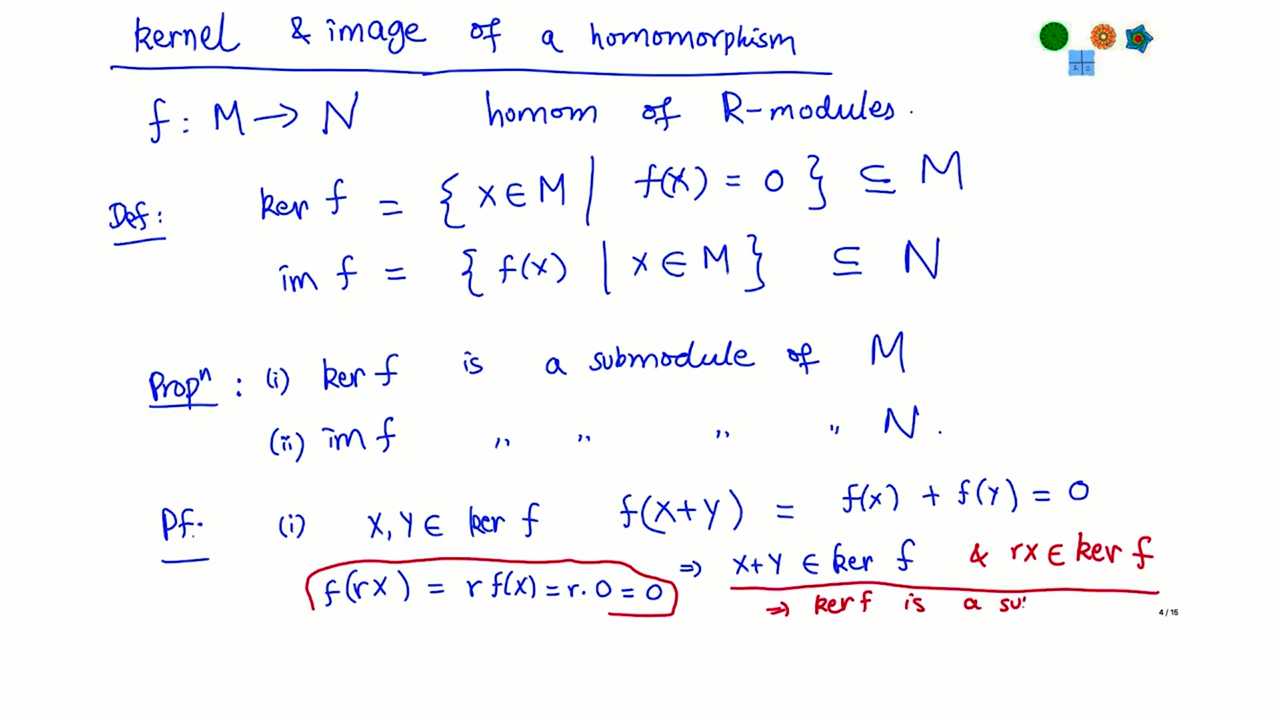 kernel & image of a homomorphism
f : M → N homom of R-modules.
Def: ker f = { x ∈ M | f(x) = 0 } ⊆ M
im f = { f(x) | x ∈ M } ⊆ N
Propⁿ: (i) ker f is a submodule of M
(ii) im f " " " " N.
Pf: (i) x, y ∈ ker f f(x+y) = f(x) + f(y) = 0
⇒ x+y ∈ ker f & rx ∈ ker f
f(rx) = r f(x) = r. 0 = 0
⇒ ker f is a su
4 / 15